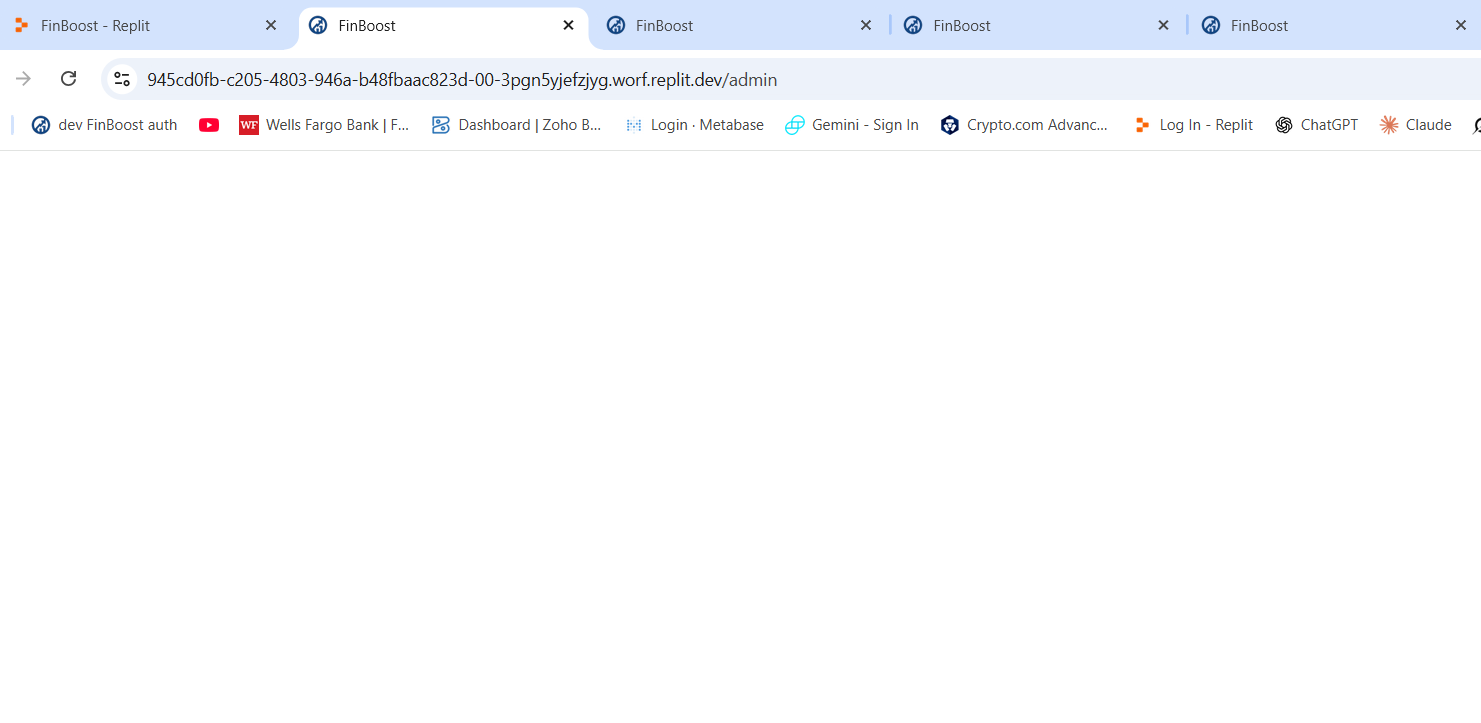 FinBoost - Replit FinBoost FinBoost FinBoost FinBoost
945cd0fb-c205-4803-946a-b48fbaac823d-00-3pgn5yjefzjyg.worf.replit.dev/admin
dev FinBoost auth WF Wells Fargo Bank | F... Dashboard | Zoho B... Login · Metabase Gemini - Sign In Crypto.com Advanc... Log In - Replit ChatGPT Claude